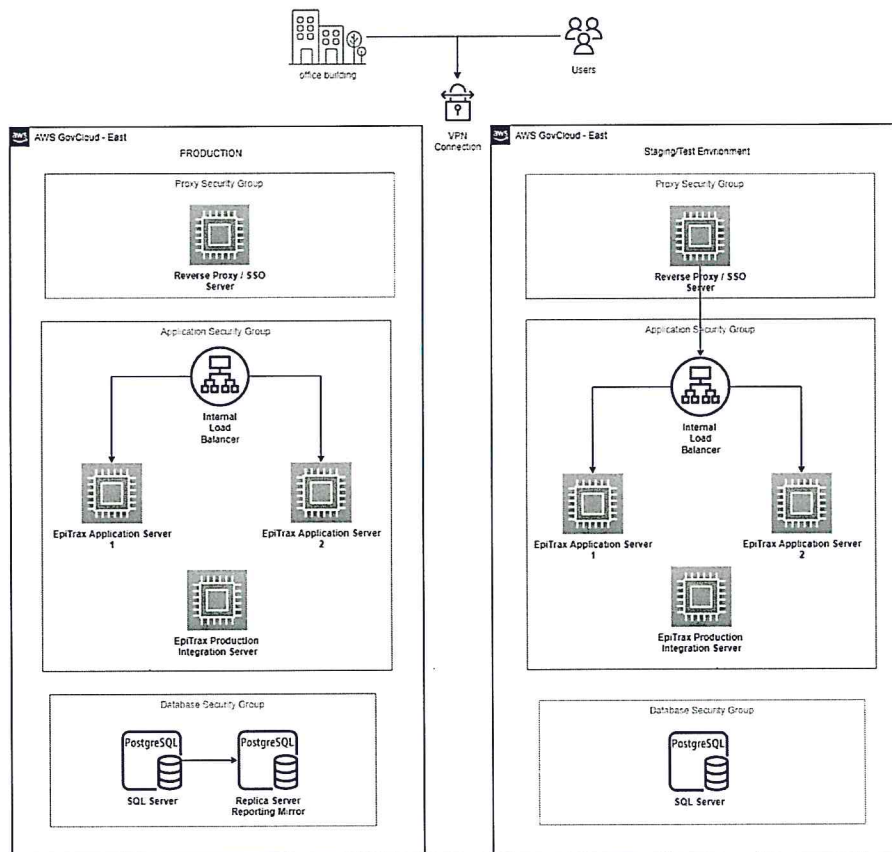 office building
Users
VPN
Connection
aws
AWS GovCloud - East
PRODUCTION
Proxy Security Group
Reverse Proxy / SSO
Server
Application Security Group
Internal
Load
Balancer
EpiTrax Application Server
1
EpiTrax Application Server
2
EpiTrax Production
Integration Server
Database Security Group
PostgreSQL
SQL Server
PostgreSQL
Replica Server
Reporting Mirror
aws
AWS GovCloud - East
Staging/Test Envrionment
Proxy Security Group
Reverse Proxy / SSO
Server
Application Security Group
Internal
Load
Balancer
EpiTrax Application Server
1
EpiTrax Application Server
2
EpiTrax Production
Integration Server
Database Security Group
PostgreSQL
SQL Server